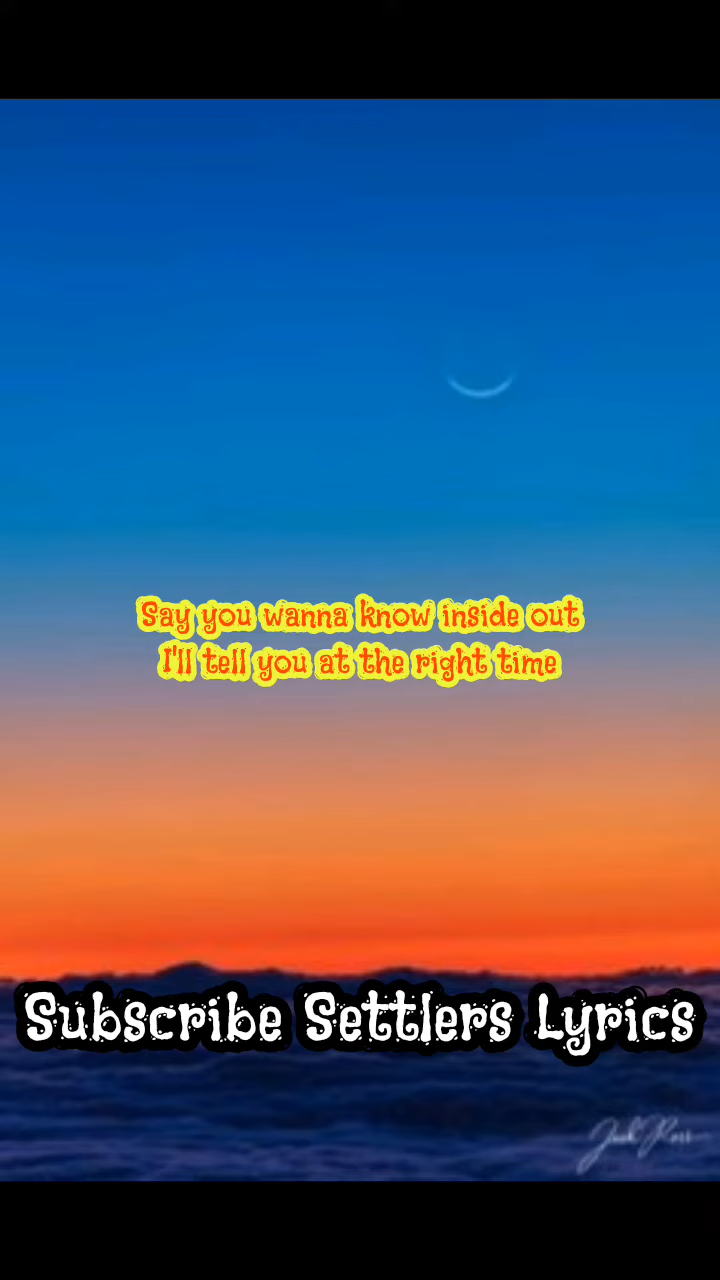 Say you wanna know inside out
I'll tell you at the right time
Subscribe Settlers Lyrics